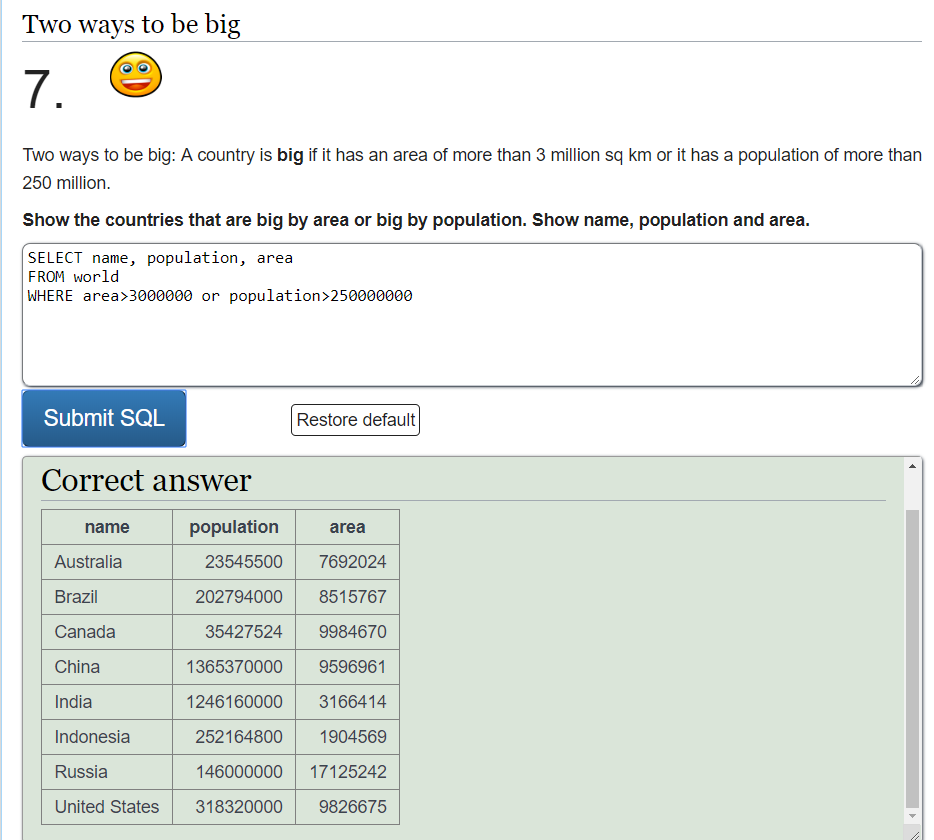 Two ways to be big
7.
Two ways to be big: A country is big if it has an area of more than 3 million sq km or it has a population of more than
250 million.
Show the countries that are big by area or big by population. Show name, population and area.
SELECT name, population, area
FROM world
WHERE area>3000000 or population>250000000
Submit SQL Restore default
Correct answer
name population area
Australia 23545500 7692024
Brazil 202794000 8515767
Canada 35427524 9984670
China 1365370000 9596961
India 1246160000 3166414
Indonesia 252164800 1904569
Russia 146000000 17125242
United States 318320000 9826675